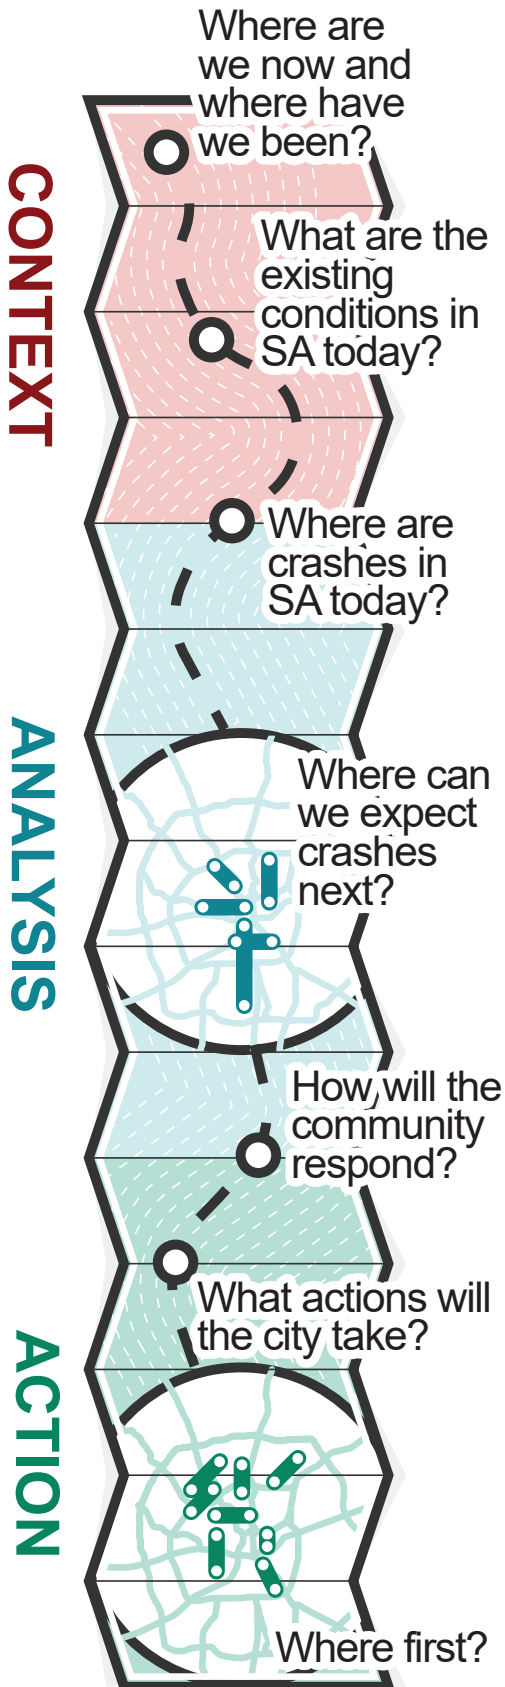 Where are
we now and
where have
we been?
CONTEXT
What are the
existing
conditions in
SA today?
Where are
crashes in
SA today?
ANALYSIS
Where can
we expect
crashes
next?
How will the
community
respond?
What actions will
the city take?
ACTION
Where first?